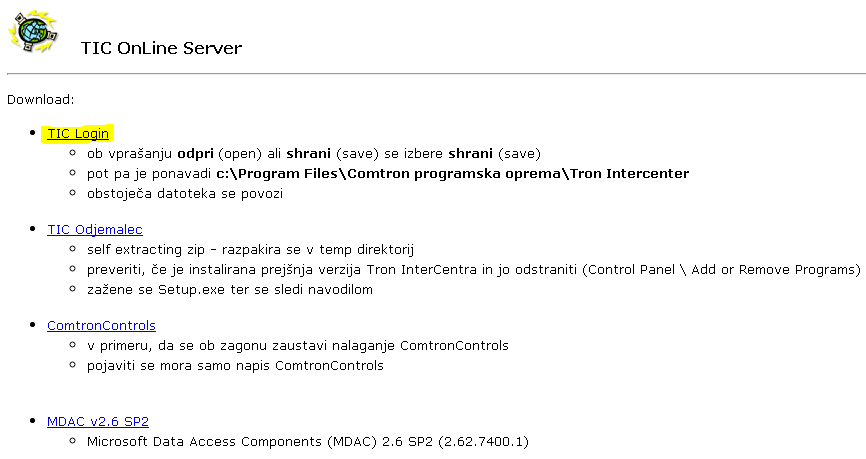 TIC OnLine Server
Download:
TIC Login
ob vprašanju odpri (open) ali shrani (save) se izbere shrani (save)
pot pa je ponavadi c:\Program Files\Comtron programska oprema\Tron Intercenter
obstoječa datoteka se povozi
TIC Odjemalec
self extracting zip - razpakira se v temp direktorij
preveriti, če je instalirana prejšnja verzija Tron InterCentra in jo odstraniti (Control Panel \ Add or Remove Programs)
zažene se Setup.exe ter se sledi navodilom
ComtronControls
v primeru, da se ob zagonu zaustavi nalaganje ComtronControls
pojaviti se mora samo napis ComtronControls
MDAC v2.6 SP2
Microsoft Data Access Components (MDAC) 2.6 SP2 (2.62.7400.1)